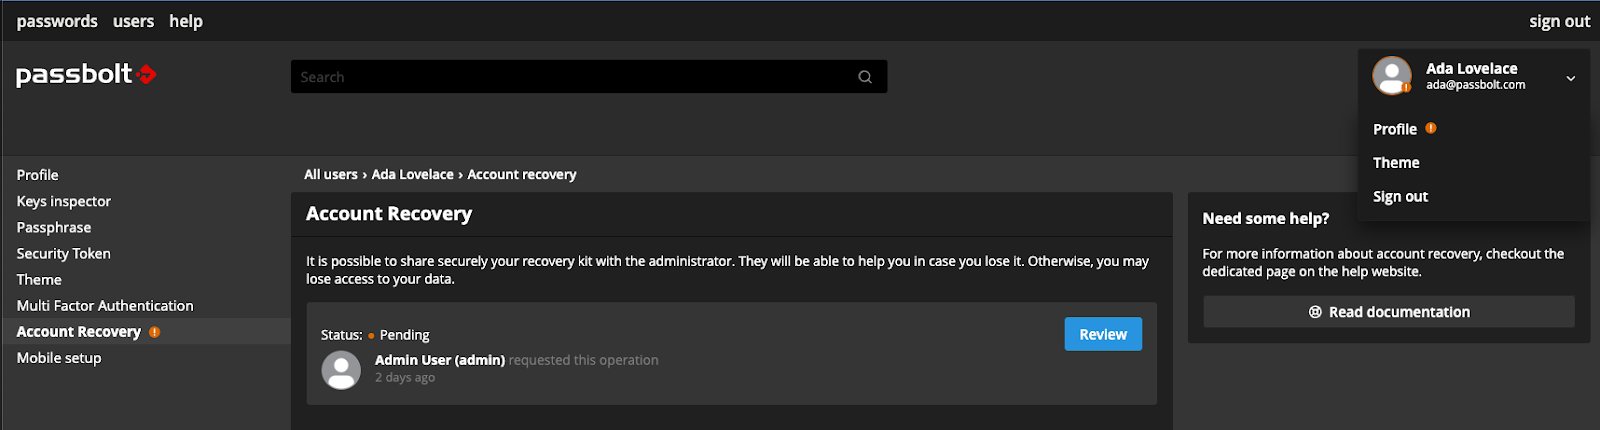 passwords users help sign out
passbolt
Search
Ada Lovelace
ada@passbolt.com
Profile
Theme
Sign out
Profile
Keys inspector
Passphrase
Security Token
Theme
Multi Factor Authentication
Account Recovery
Mobile setup
All users › Ada Lovelace › Account recovery
Account Recovery
It is possible to share securely your recovery kit with the administrator. They will be able to help you in case you lose it. Otherwise, you may
lose access to your data.
Status: Pending
Review
Admin User (admin) requested this operation
2 days ago
Need some help?
For more information about account recovery, checkout the
dedicated page on the help website.
Read documentation